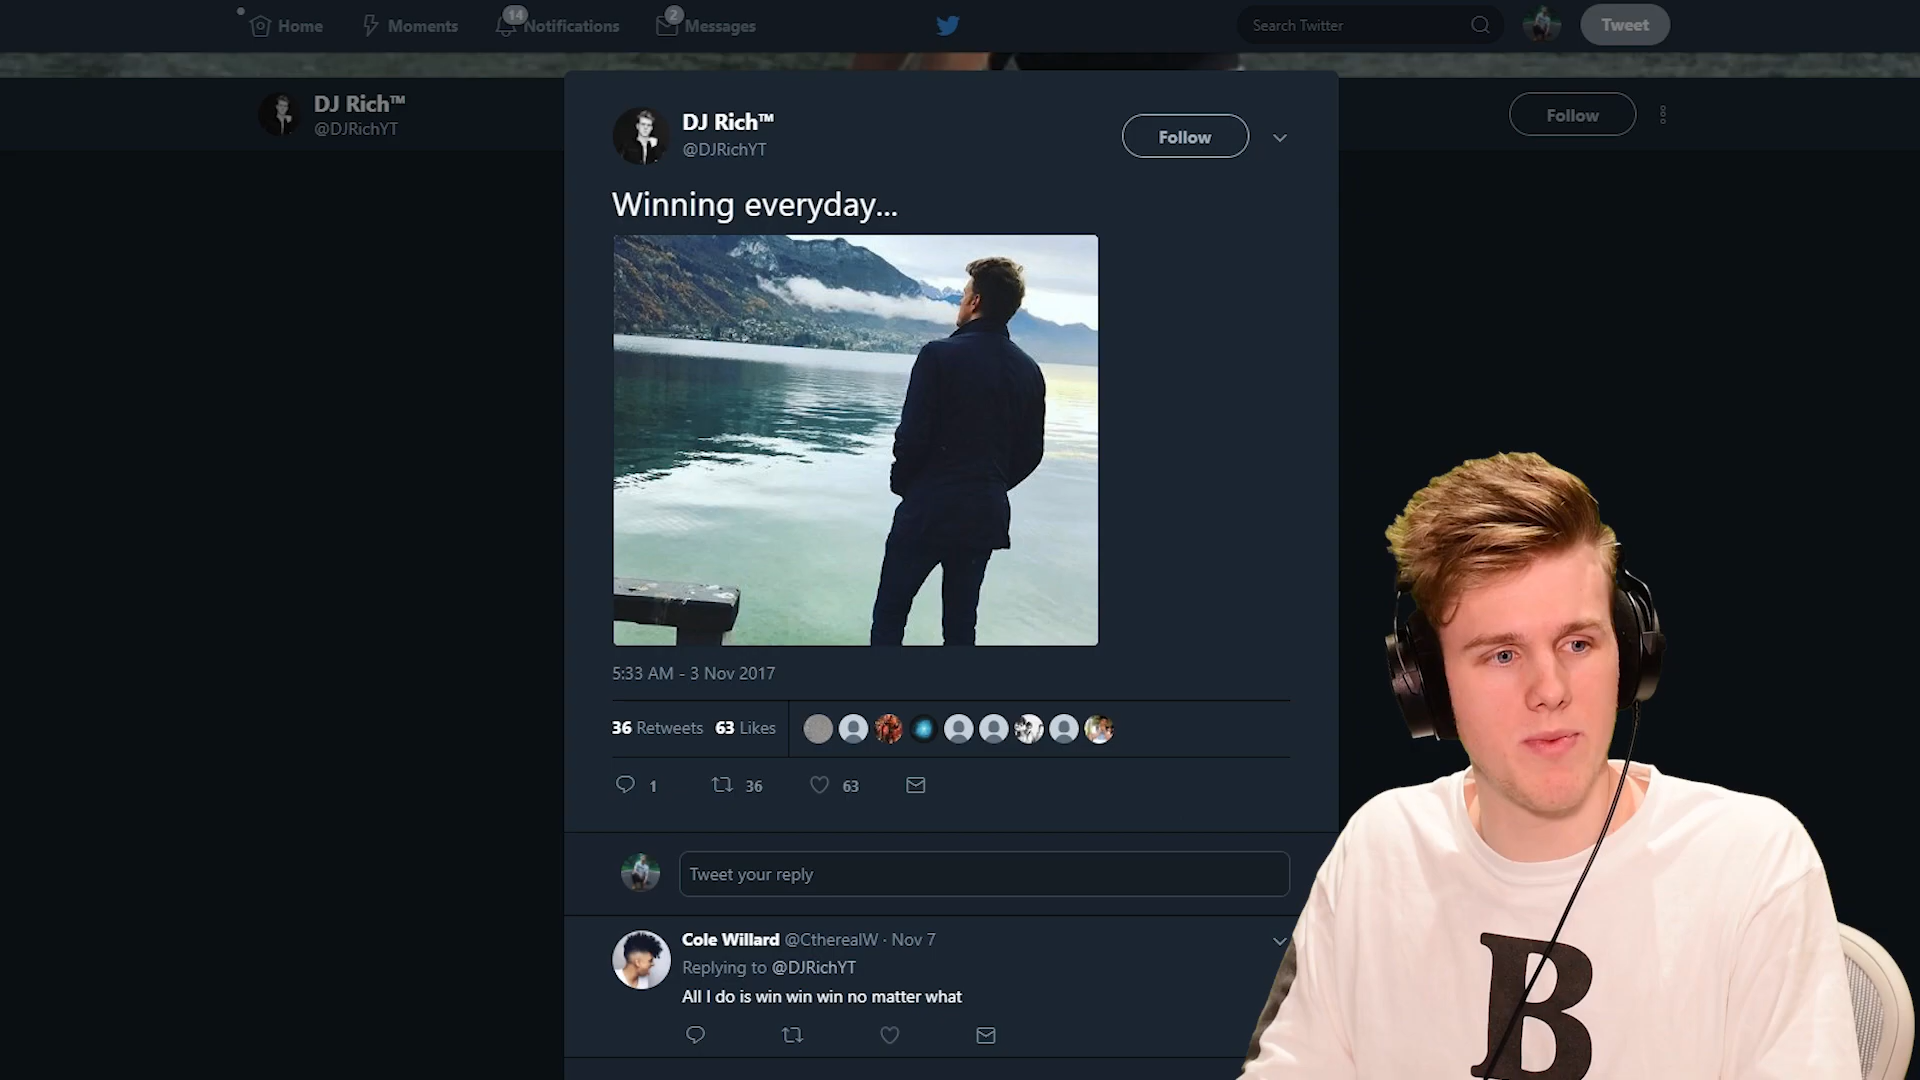 Home
Moments
14
Notifications
2
Messages
Search Twitter
Tweet
DJ Rich™
@DJRichYT
Follow
DJ Rich™
@DJRichYT
Follow
Winning everyday...
5:33 AM - 3 Nov 2017
36 Retweets 63 Likes
1 36 63
Tweet your reply
Cole Willard @CtherealW · Nov 7
Replying to @DJRichYT
All I do is win win win no matter what
B